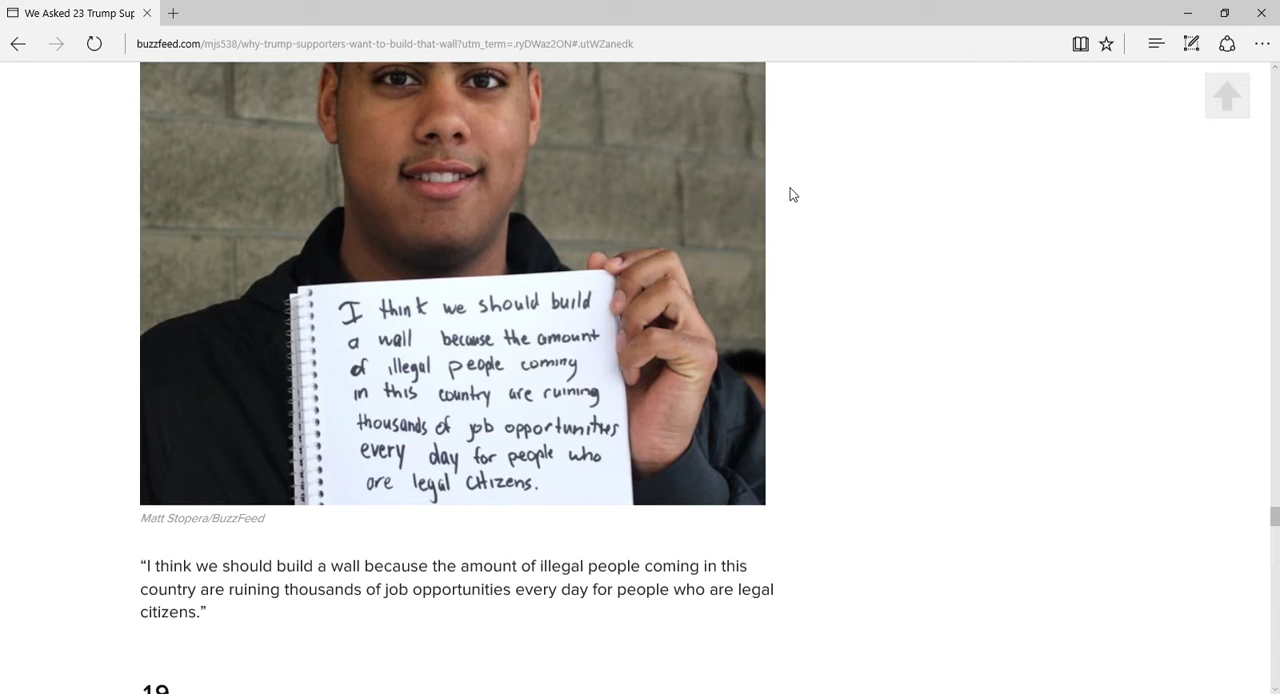 We Asked 23 Trump Sup
buzzfeed.com/mjs538/why-trump-supporters-want-to-build-that-wall?utm_term=.ryDWaz2ON#.utWZanedk
I think we should build
a wall because the amount
of illegal people coming
in this country are ruining
thousands of job opportunities
every day for people who
are legal citizens.
Matt Stopera/BuzzFeed
“I think we should build a wall because the amount of illegal people coming in this
country are ruining thousands of job opportunities every day for people who are legal
citizens.”
19